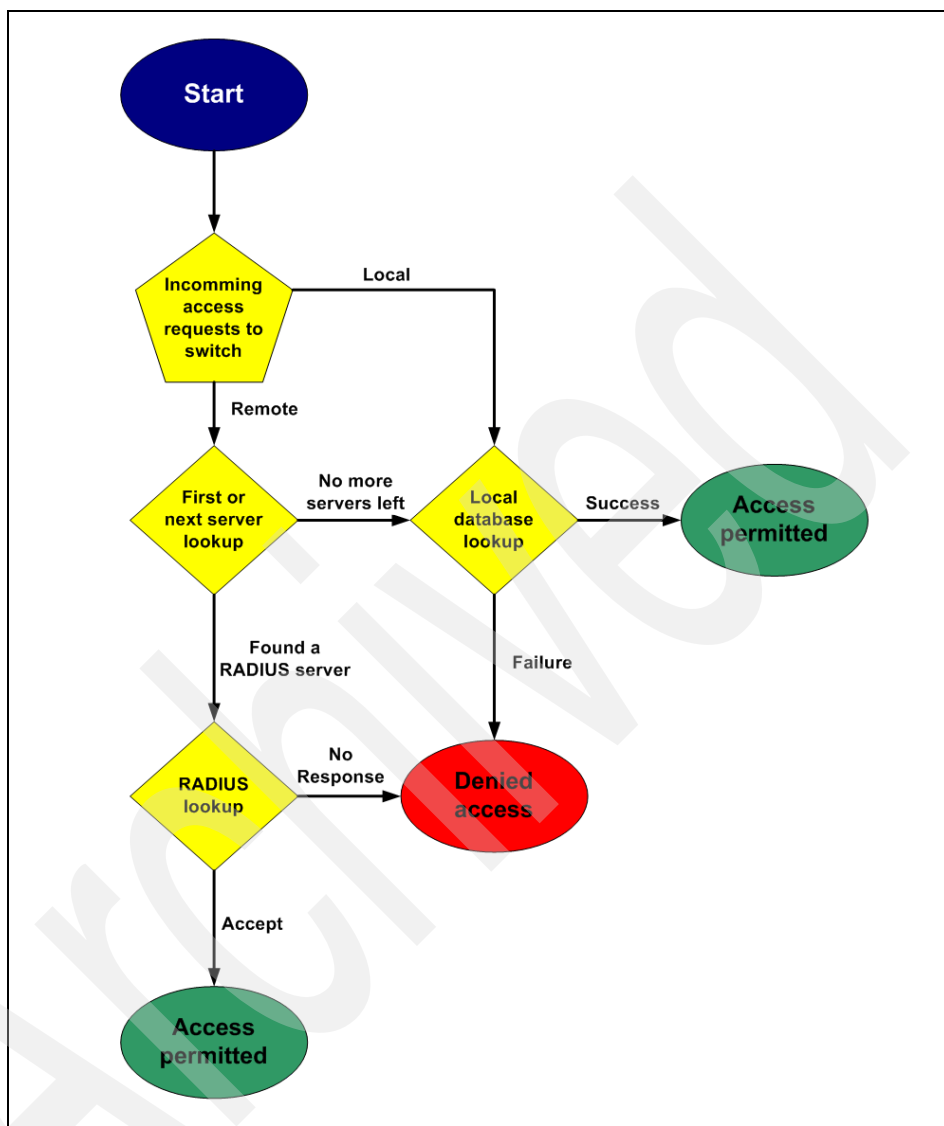 Start
Incomming
access
requests to
switch
Local
Remote
First or
next server
lookup
No more
servers left
Local
database
lookup
Success
Access
permitted
Found a
RADIUS server
Failure
RADIUS
lookup
No
Response
Denied
access
Accept
Access
permitted
Archived